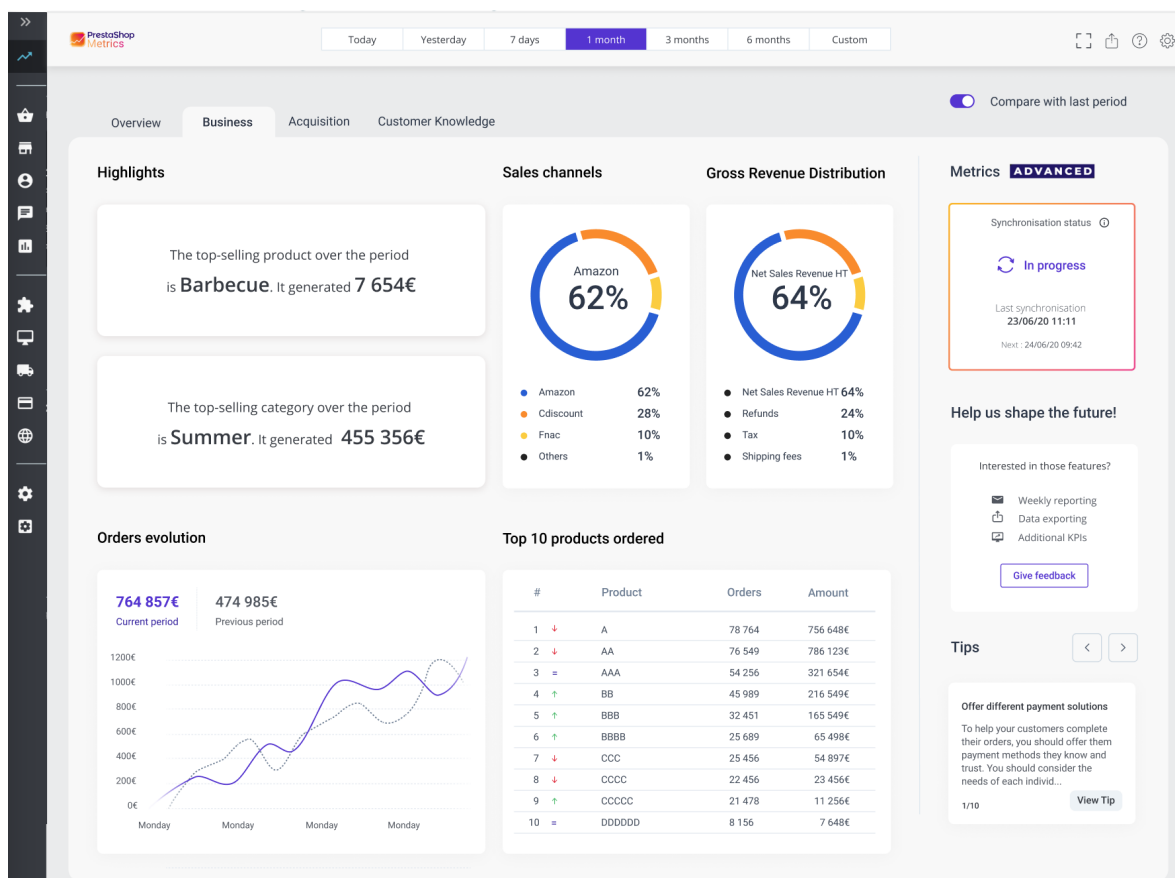 PrestaShop
Metrics
Today Yesterday 7 days 1 month 3 months 6 months Custom
Compare with last period
Overview Business Acquisition Customer Knowledge
Highlights
The top-selling product over the period
is Barbecue. It generated 7 654€
The top-selling category over the period
is Summer. It generated 455 356€
Sales channels
Amazon
62%
Amazon 62%
Cdiscount 28%
Fnac 10%
Others 1%
Gross Revenue Distribution
Net Sales Revenue HT
64%
Net Sales Revenue HT 64%
Refunds 24%
Tax 10%
Shipping fees 1%
Metrics ADVANCED
Synchronisation status
In progress
Last synchronisation
23/06/20 11:11
Next : 24/06/20 09:42
Help us shape the future!
Interested in those features?
Weekly reporting
Data exporting
Additional KPIs
Give feedback
Orders evolution
764 857€ 474 985€
Current period Previous period
1200€
1000€
800€
600€
400€
200€
0€
Monday Monday Monday Monday
Top 10 products ordered
# Product Orders Amount
1 ↓ A 78 764 756 648€
2 ↓ AA 76 549 786 123€
3 = AAA 54 256 321 654€
4 ↑ BB 45 989 216 549€
5 ↑ BBB 32 451 165 549€
6 ↑ BBBB 25 689 65 498€
7 ↓ CCC 25 456 54 897€
8 ↓ CCCC 22 456 23 456€
9 ↑ CCCCC 21 478 11 256€
10 = DDDDDD 8 156 7 648€
Tips
Offer different payment solutions
To help your customers complete
their orders, you should offer them
payment methods they know and
trust. You should consider the
needs of each individ...
1/10 View Tip